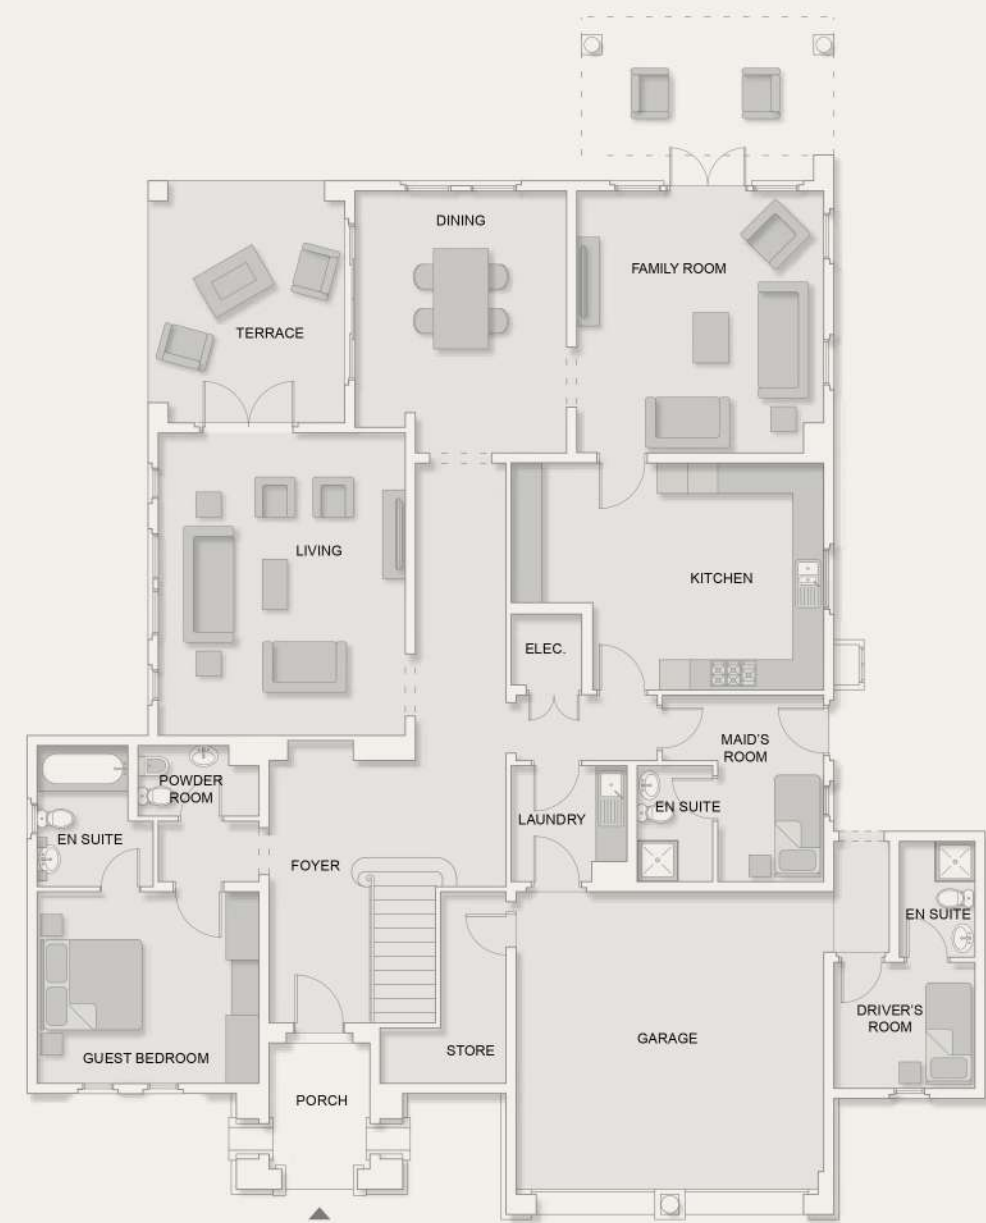 DINING
FAMILY ROOM
TERRACE
LIVING
KITCHEN
ELEC.
MAID'S
ROOM
POWDER
ROOM
EN SUITE
LAUNDRY
EN SUITE
FOYER
EN SUITE
DRIVER'S
ROOM
GARAGE
STORE
GUEST BEDROOM
PORCH